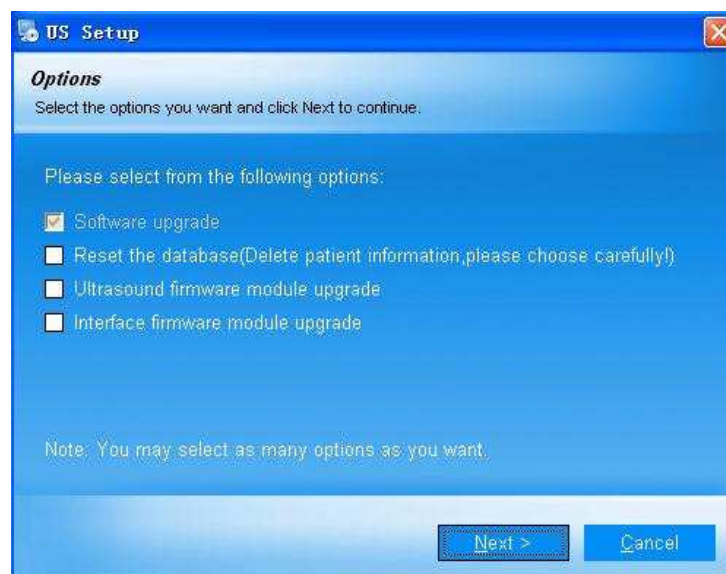 US Setup
Options
Select the options you want and click Next to continue.
Please select from the following options:
Software upgrade
Reset the database(Delete patient information,please choose carefully!)
Ultrasound firmware module upgrade
Interface firmware module upgrade
Note: You may select as many options as you want.
Next >
Cancel